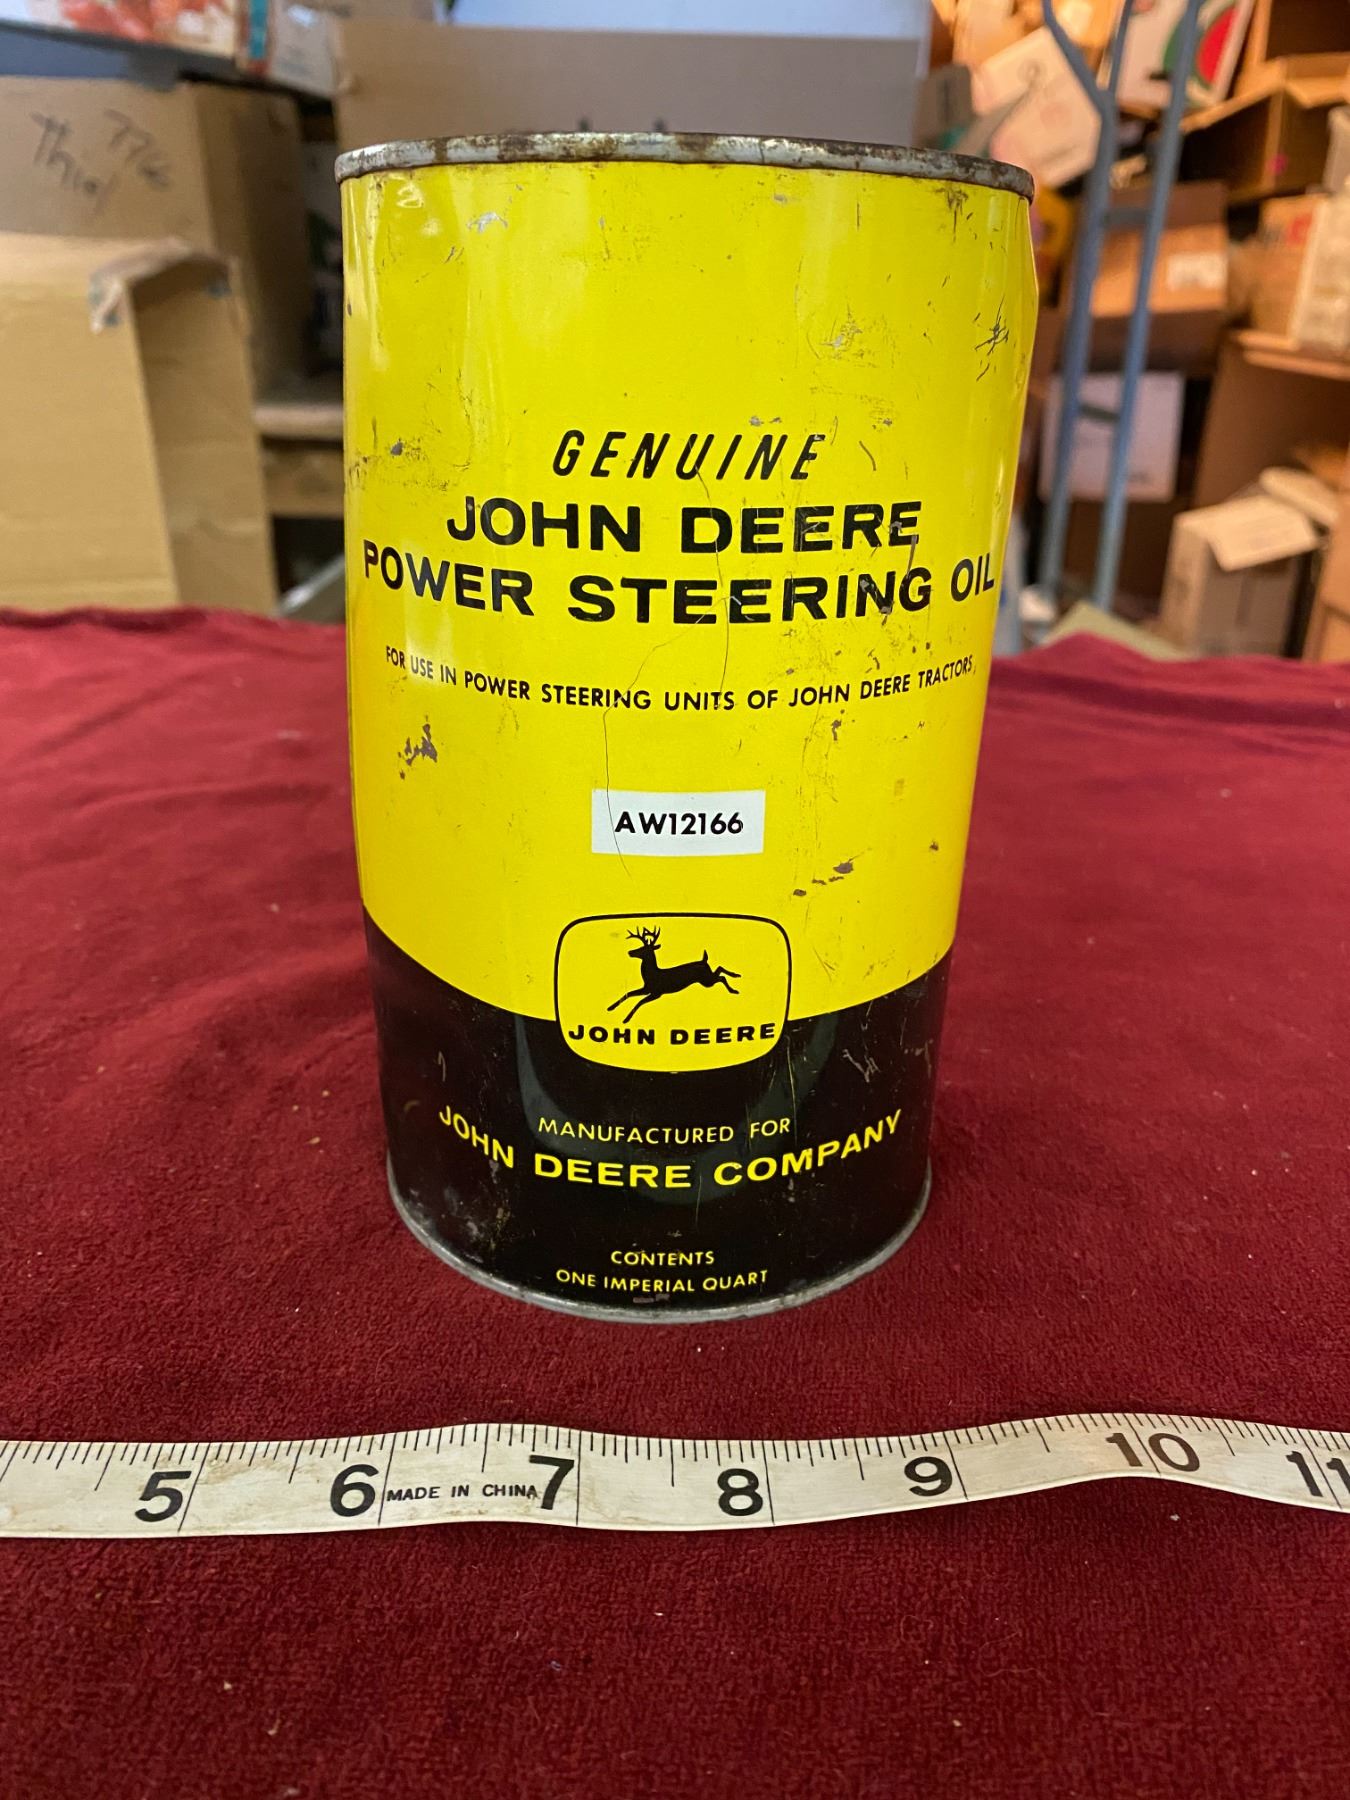 GENUINE
JOHN DEERE
POWER STEERING OIL
FOR USE IN POWER STEERING UNITS OF JOHN DEERE TRACTORS
AW12166
JOHN DEERE
MANUFACTURED FOR
JOHN DEERE COMPANY
CONTENTS
ONE IMPERIAL QUART
5 6 MADE IN CHINA 7 8 9 10 11